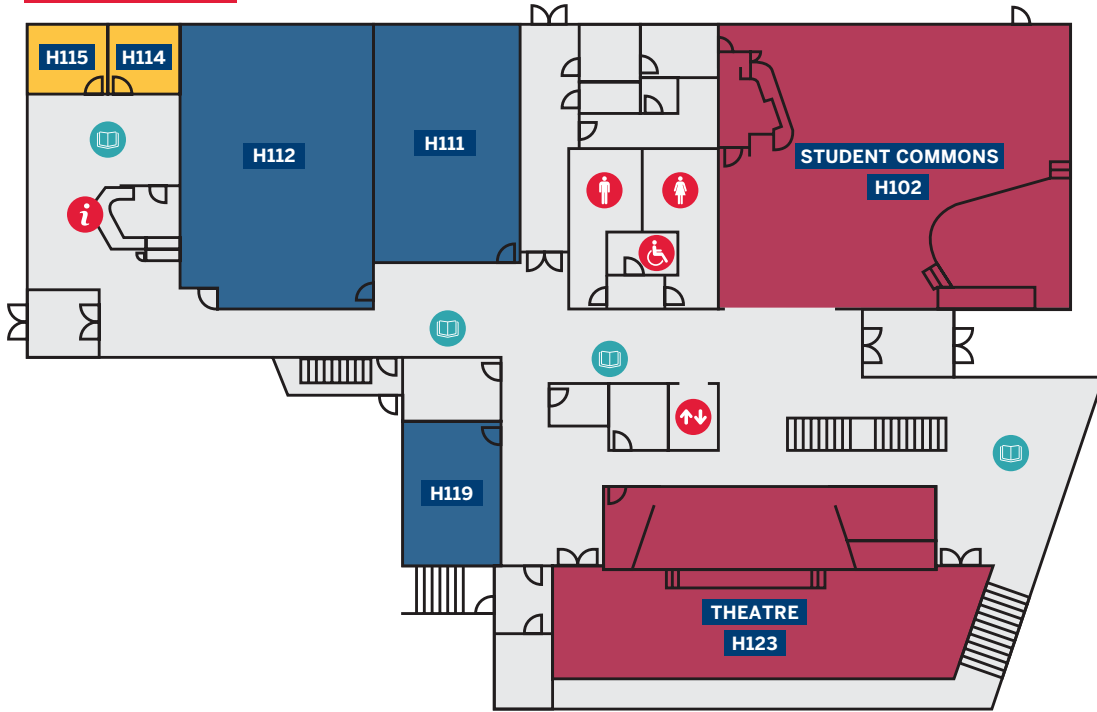 H115
H114
H112
H111
STUDENT COMMONS
H102
i
H119
THEATRE
H123